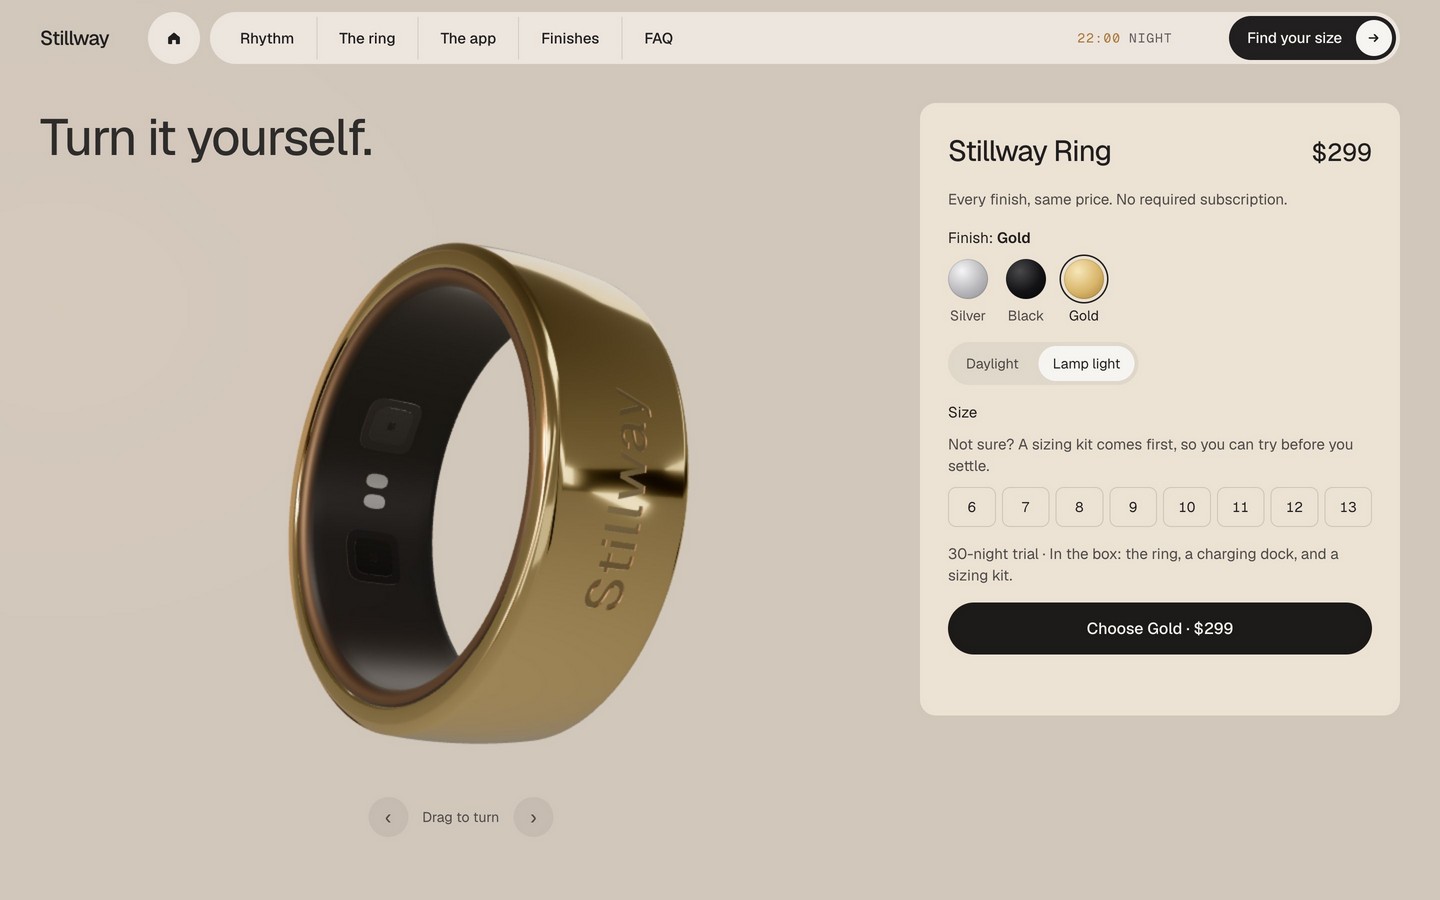 Stillway
Rhythm
The ring
The app
Finishes
FAQ
22:00 NIGHT
Find your size
Turn it yourself.
Stillway
Drag to turn
Stillway Ring
$299
Every finish, same price. No required subscription.
Finish: Gold
Silver
Black
Gold
Daylight
Lamp light
Size
Not sure? A sizing kit comes first, so you can try before you
settle.
6
7
8
9
10
11
12
13
30-night trial · In the box: the ring, a charging dock, and a
sizing kit.
Choose Gold · $299